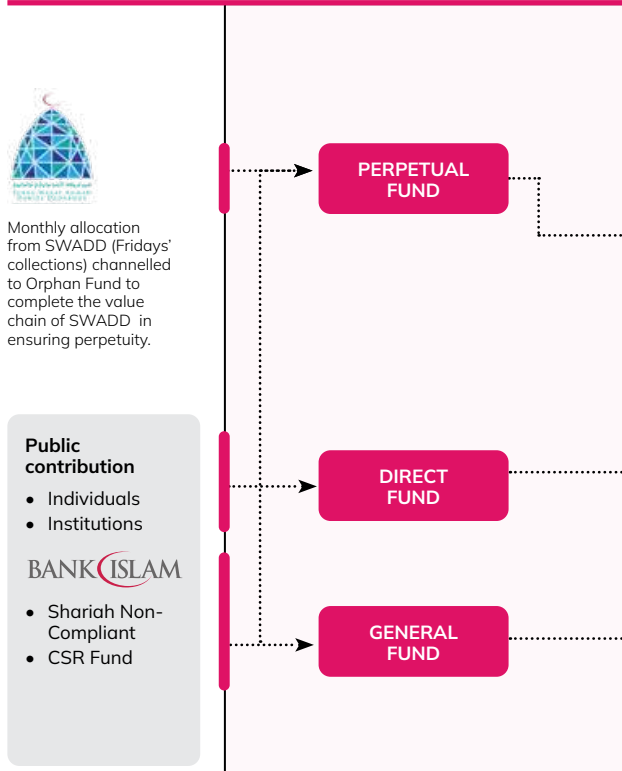 Monthly allocation
from SWADD (Fridays'
collections) channelled
to Orphan Fund to
complete the value
chain of SWADD in
ensuring perpetuity.
Public
contribution
• Individuals
• Institutions
BANK ISLAM
• Shariah Non-
Compliant
• CSR Fund
PERPETUAL
FUND
DIRECT
FUND
GENERAL
FUND